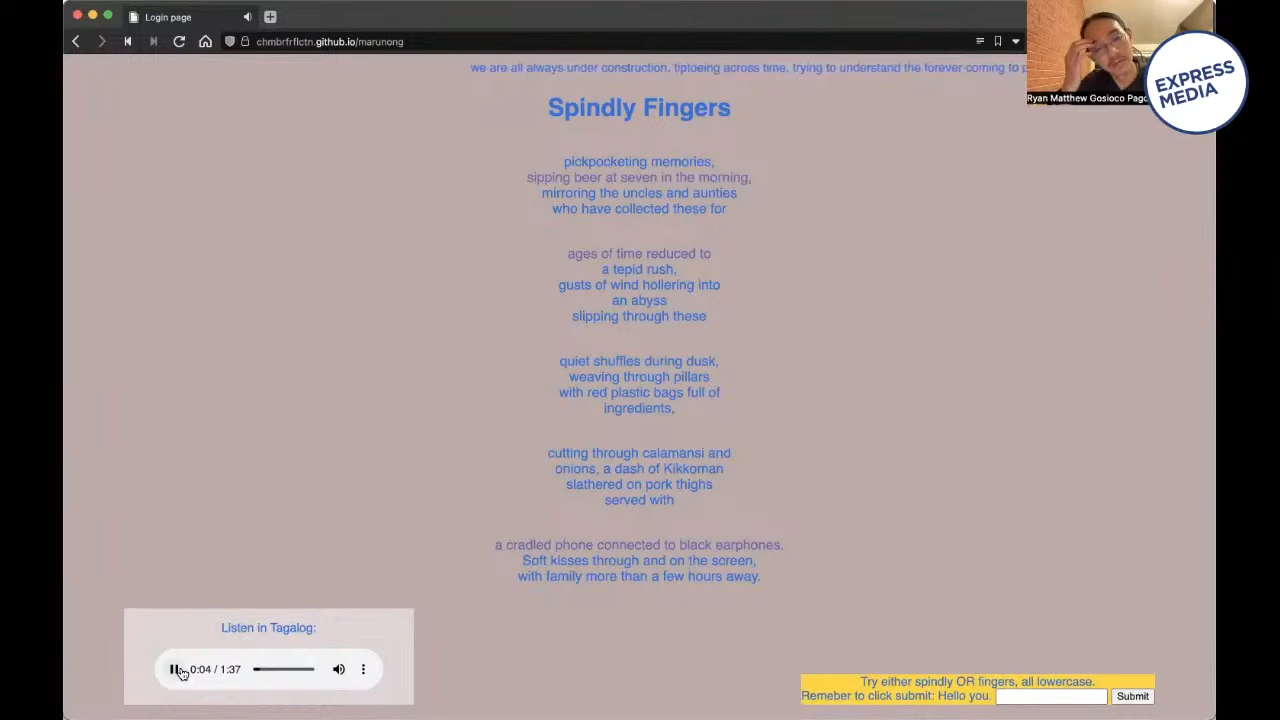 Login page
chmbrfrflctn.github.io/marunong
we are all always under construction. tiptoeing across time. trying to understand the forever coming to
Ryan Matthew Gosioco
EXPRESS
MEDIA
Spindly Fingers
pickpocketing memories,
sipping beer at seven in the morning,
mirroring the uncles and aunties
who have collected these for
ages of time reduced to
a tepid rush,
gusts of wind hollering into
an abyss
slipping through these
quiet shuffles during dusk,
weaving through pillars
with red plastic bags full of
ingredients,
cutting through calamansi and
onions, a dash of Kikkoman
slathered on pork thighs
served with
a cradled phone connected to black earphones.
Soft kisses through and on the screen,
with family more than a few hours away.
Listen in Tagalog:
0:04 / 1:37
Try either spindly OR fingers, all lowercase.
Remeber to click submit: Hello you.
Submit